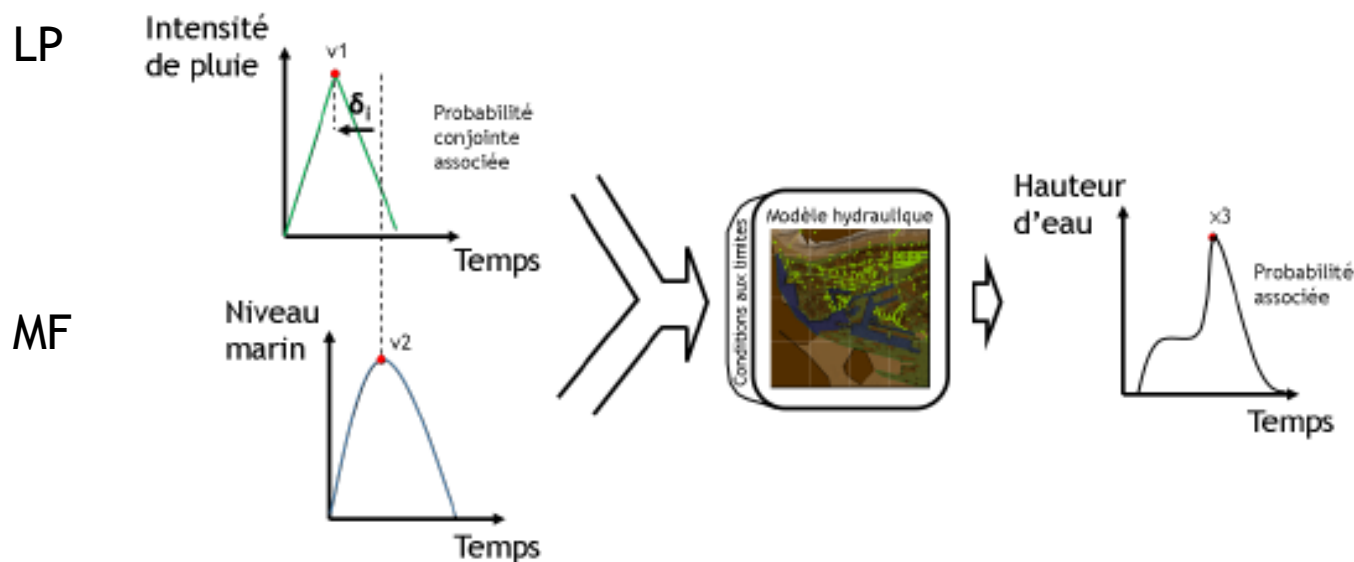 LP
Intensité
de pluie
v1
δi
Probabilité
conjointe
associée
Temps
MF
Niveau
marin
v2
Temps
Conditions aux limites
Modèle hydraulique
Hauteur
d'eau
x3
Probabilité
associée
Temps